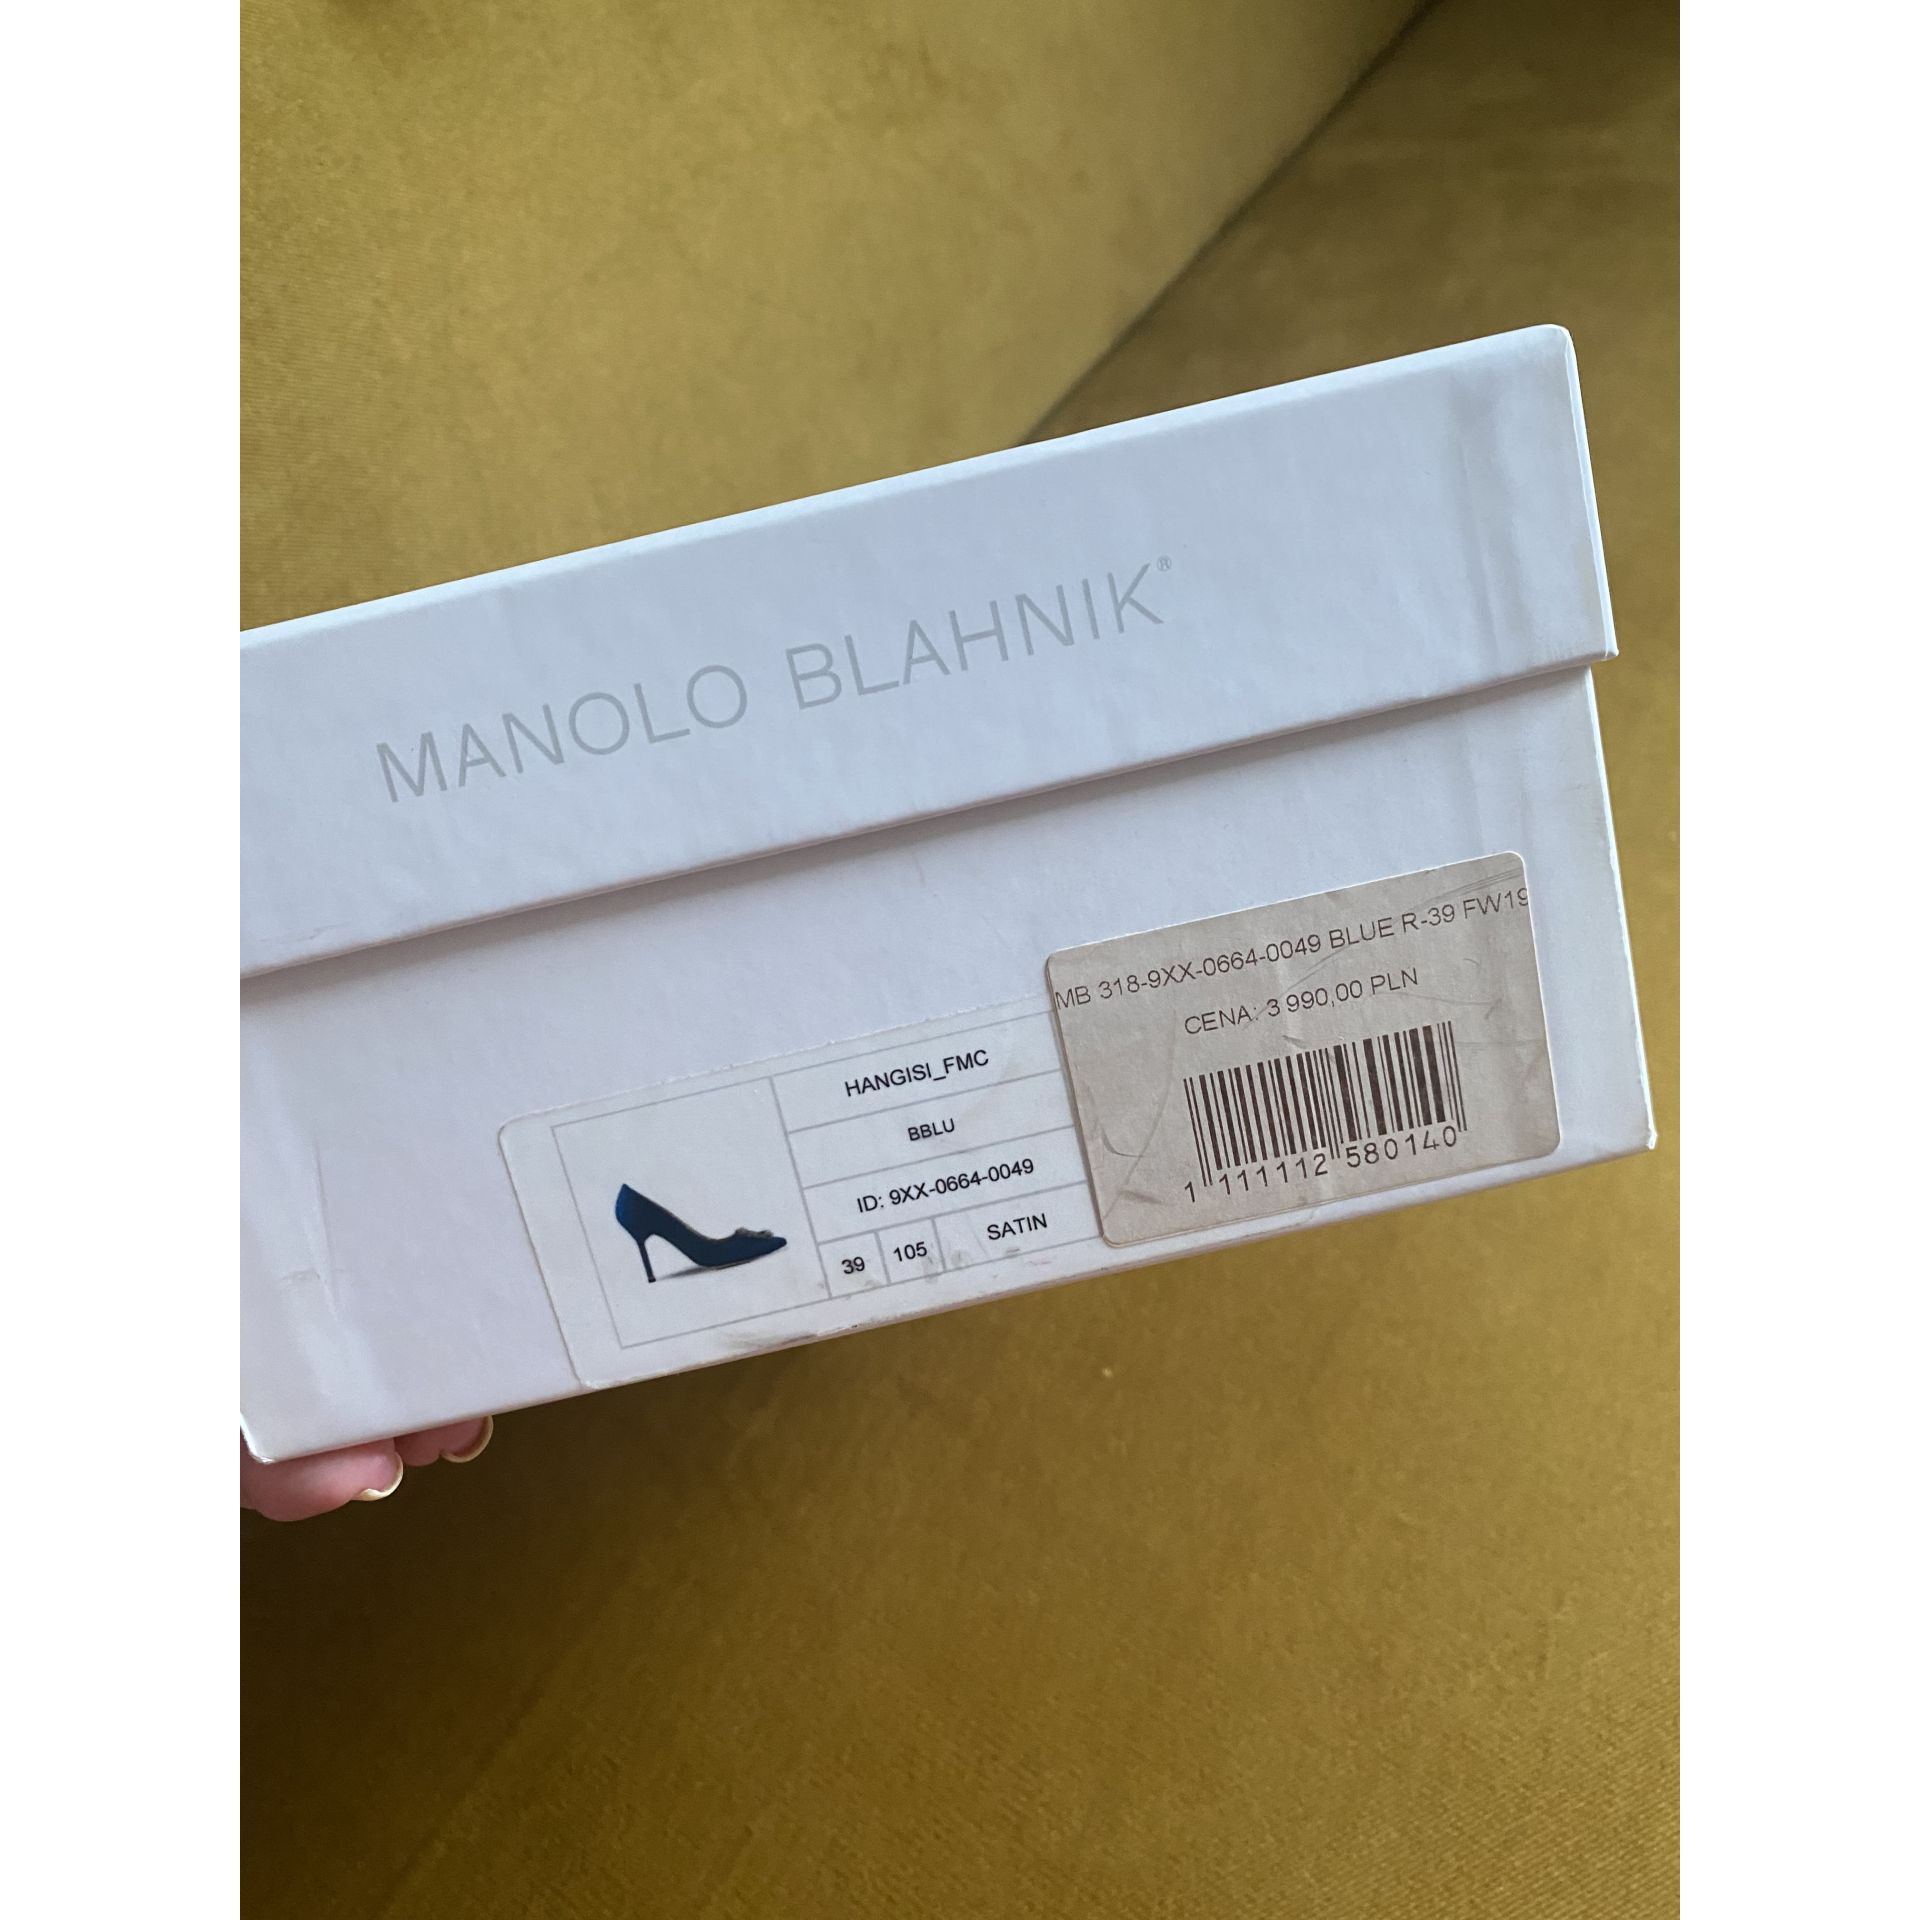 MANOLO BLAHNIK®
HANGISI_FMC
BBLU
ID: 9XX-0664-0049
39 105 SATIN
MB 318-9XX-0664-0049 BLUE R-39 FW19
CENA: 3 990,00 PLN
1 111112 580140